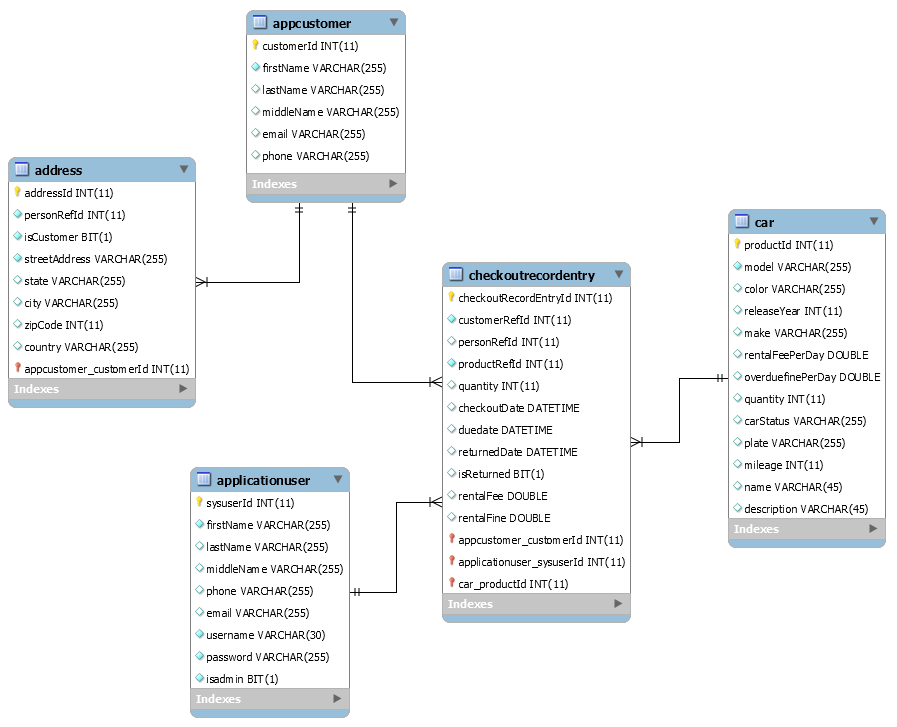 appcustomer
customerId INT(11)
firstName VARCHAR(255)
lastName VARCHAR(255)
middleName VARCHAR(255)
email VARCHAR(255)
phone VARCHAR(255)
Indexes
address
addressId INT(11)
personRefId INT(11)
isCustomer BIT(1)
streetAddress VARCHAR(255)
state VARCHAR(255)
city VARCHAR(255)
zipCode INT(11)
country VARCHAR(255)
appcustomer_customerId INT(11)
Indexes
car
productId INT(11)
model VARCHAR(255)
color VARCHAR(255)
releaseYear INT(11)
make VARCHAR(255)
rentalFeePerDay DOUBLE
overduefinePerDay DOUBLE
quantity INT(11)
carStatus VARCHAR(255)
plate VARCHAR(255)
mileage INT(11)
name VARCHAR(45)
description VARCHAR(45)
Indexes
checkoutrecordentry
checkoutRecordEntryId INT(11)
customerRefId INT(11)
personRefId INT(11)
productRefId INT(11)
quantity INT(11)
checkoutDate DATETIME
duedate DATETIME
returnedDate DATETIME
isReturned BIT(1)
rentalFee DOUBLE
rentalFine DOUBLE
appcustomer_customerId INT(11)
applicationuser_sysuserId INT(11)
car_productId INT(11)
Indexes
applicationuser
sysuserId INT(11)
firstName VARCHAR(255)
lastName VARCHAR(255)
middleName VARCHAR(255)
phone VARCHAR(255)
email VARCHAR(255)
username VARCHAR(30)
password VARCHAR(255)
isadmin BIT(1)
Indexes